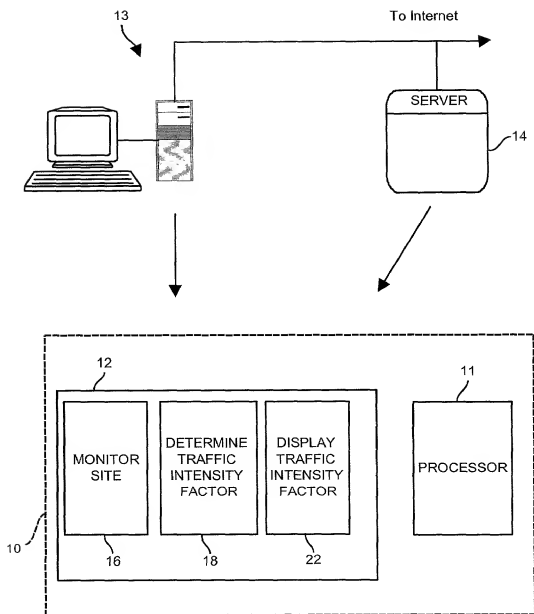 13
To Internet
SERVER
14
12
11
MONITOR
SITE
DETERMINE
TRAFFIC
INTENSITY
FACTOR
DISPLAY
TRAFFIC
INTENSITY
FACTOR
PROCESSOR
10
16
18
22